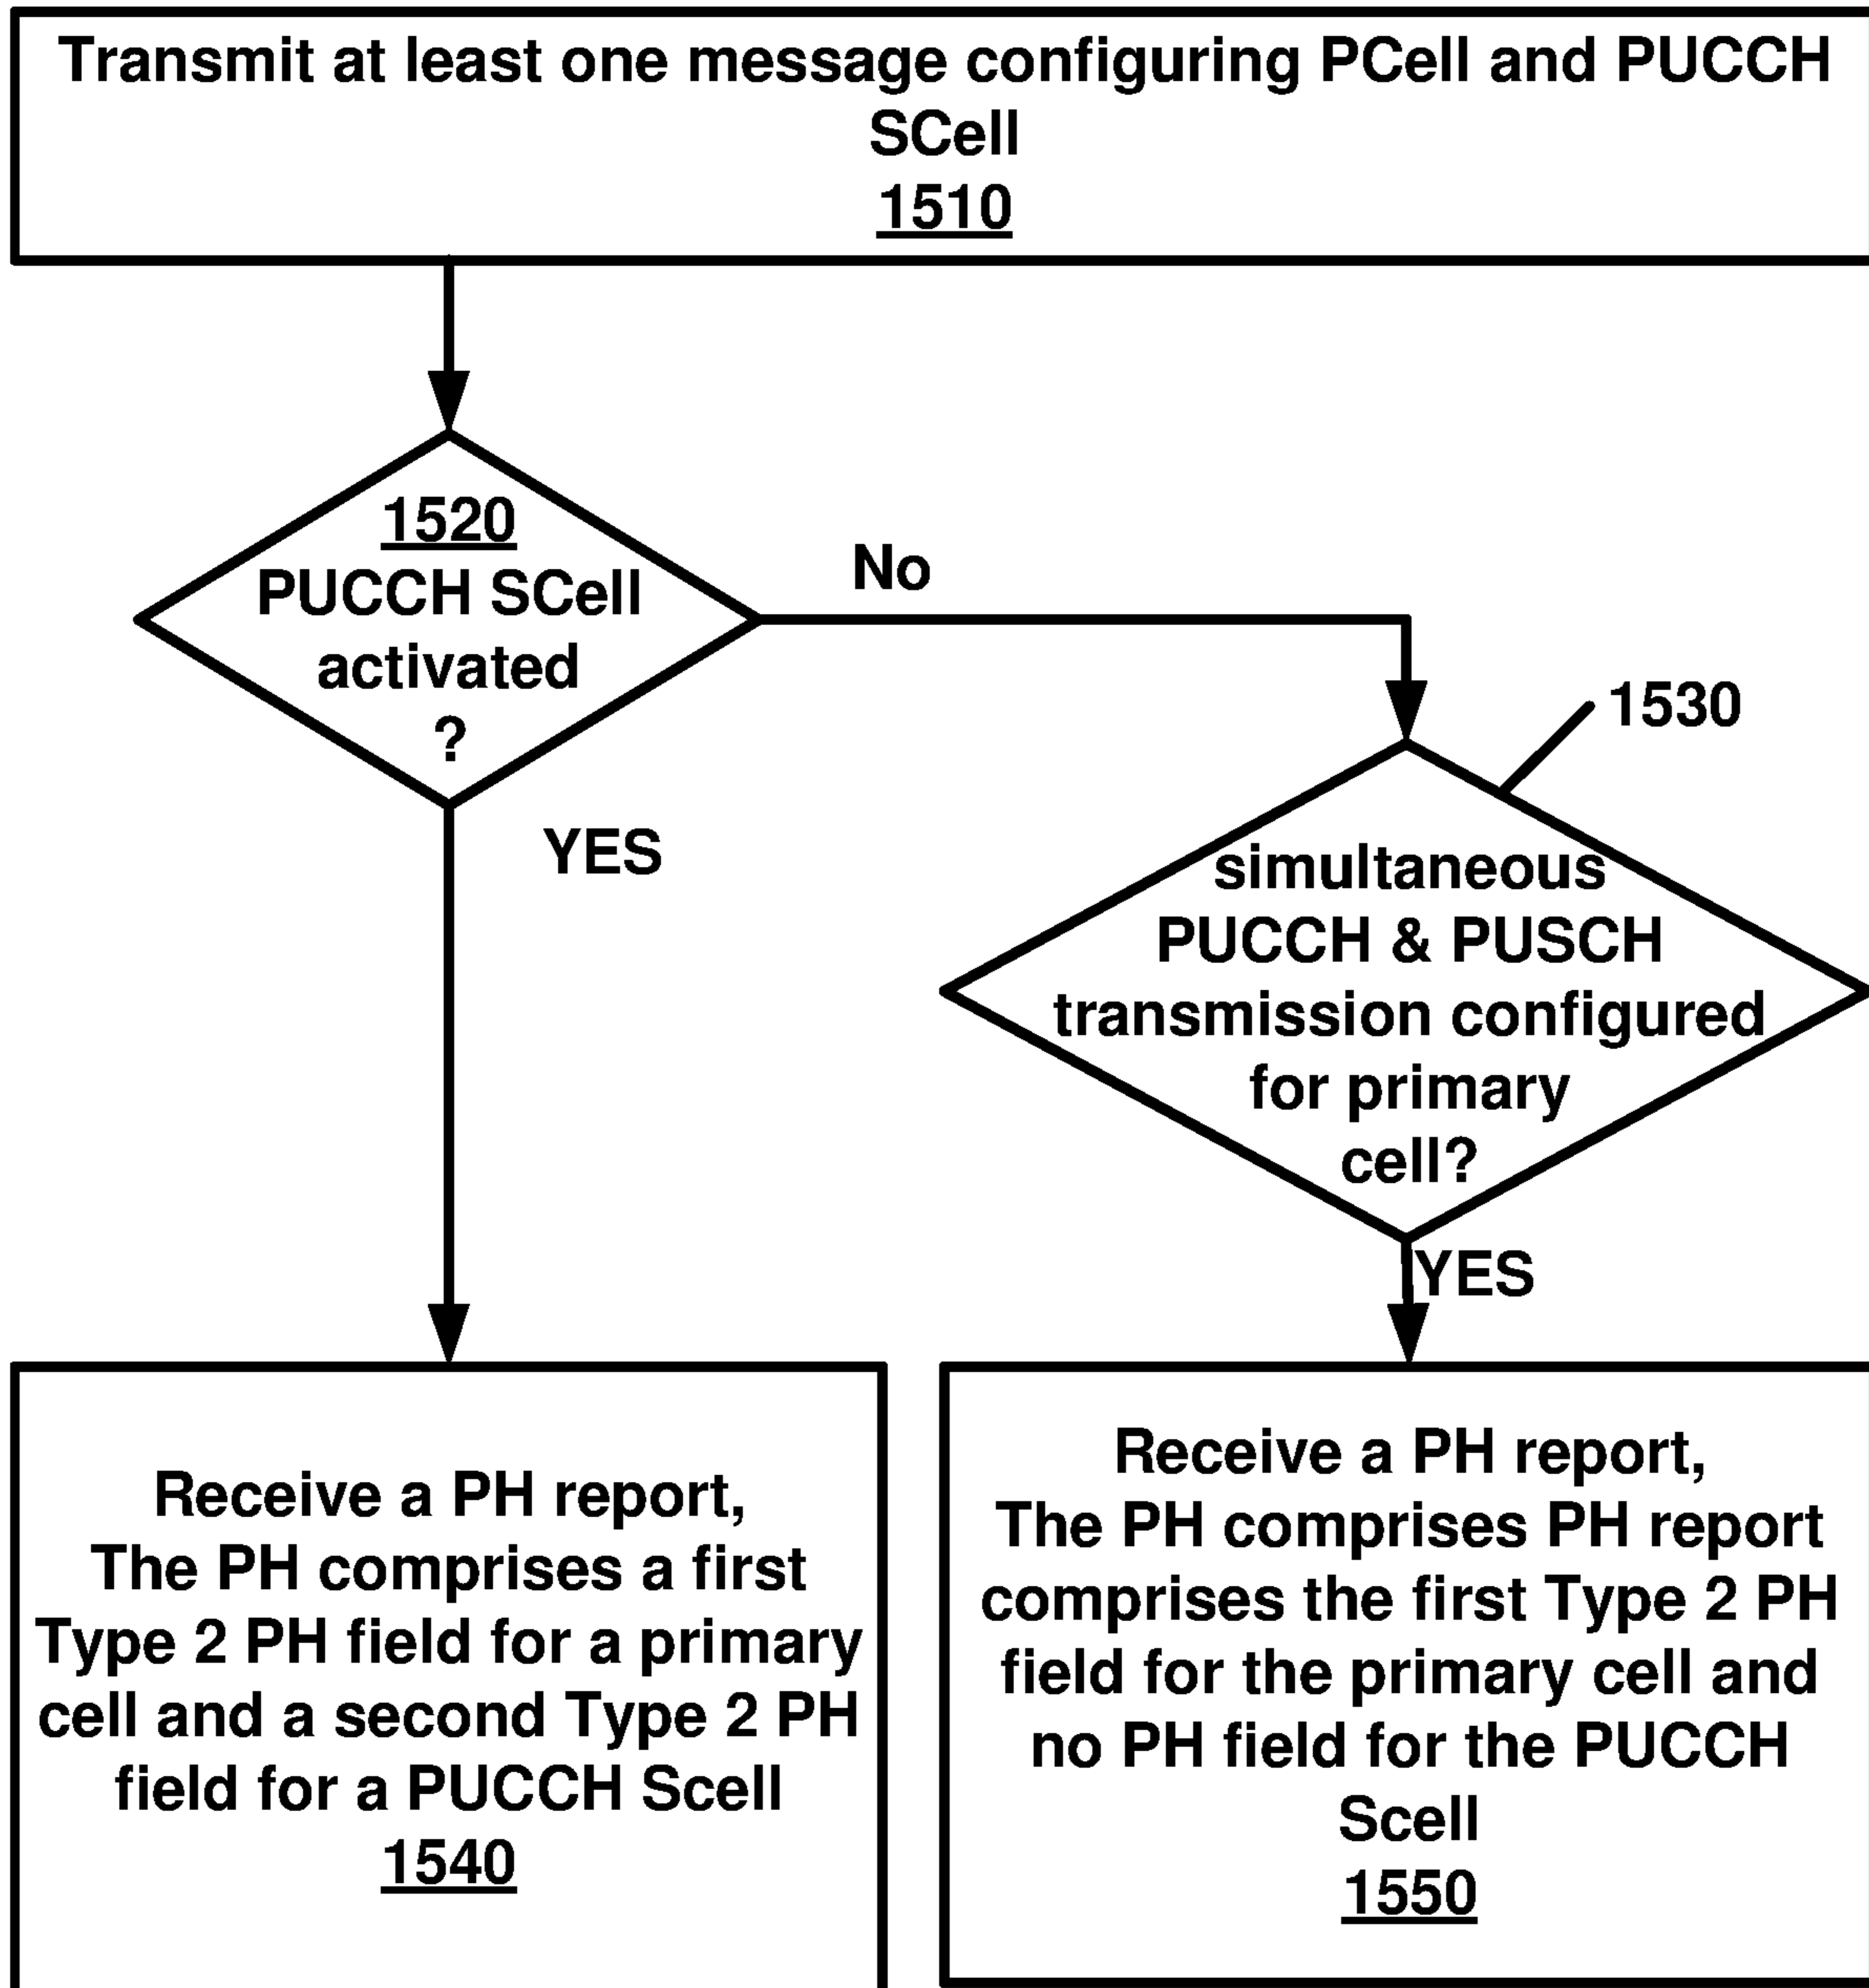 Transmit at least one message configuring PCell and PUCCH
SCell
1510
1520
PUCCH SCell
activated
?
No
YES
1530
simultaneous
PUCCH & PUSCH
transmission configured
for primary
cell?
YES
Receive a PH report,
The PH comprises a first
Type 2 PH field for a primary
cell and a second Type 2 PH
field for a PUCCH Scell
1540
Receive a PH report,
The PH comprises PH report
comprises the first Type 2 PH
field for the primary cell and
no PH field for the PUCCH
Scell
1550